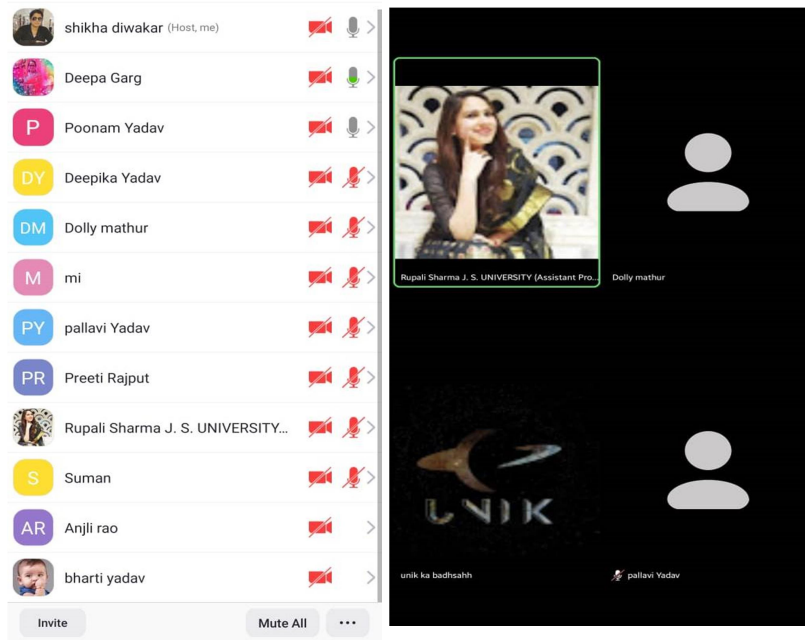 shikha diwakar (Host, me)
Deepa Garg
P Poonam Yadav
DY Deepika Yadav
DM Dolly mathur
M mi
PY pallavi Yadav
PR Preeti Rajput
Rupali Sharma J. S. UNIVERSITY...
S Suman
AR Anjli rao
bharti yadav
Invite Mute All
Rupali Sharma J. S. UNIVERSITY (Assistant Pro...
Dolly mathur
UNIK
unik ka badhsahh
pallavi Yadav